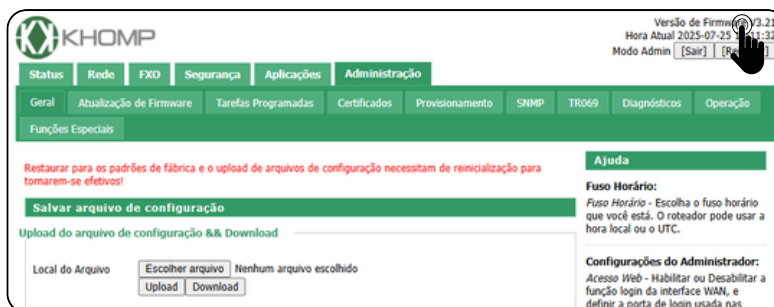 KHOMP
Versão de Firmware V3.21
Hora Atual 2025-07-25
Modo Admin [Sair]
Status Rede FXO Segurança Aplicações Administração
Geral Atualização de Firmware Tarefas Programadas Certificados Provisionamento SNMP TR069 Diagnósticos Operação
Funções Especiais
Restaurar para os padrões de fábrica e o upload de arquivos de configuração necessitam de reinicialização para
tornarem-se efetivos!
Salvar arquivo de configuração
Upload do arquivo de configuração && Download
Local do Arquivo Escolher arquivo Nenhum arquivo escolhido
Upload Download
Ajuda
Fuso Horário:
Fuso Horário - Escolha o fuso horário
que você está. O roteador pode usar a
hora local ou o UTC.
Configurações do Administrador:
Acesso Web - Habilitar ou Desabilitar a
função login da interface WAN, e
definir a porta de login usada nas